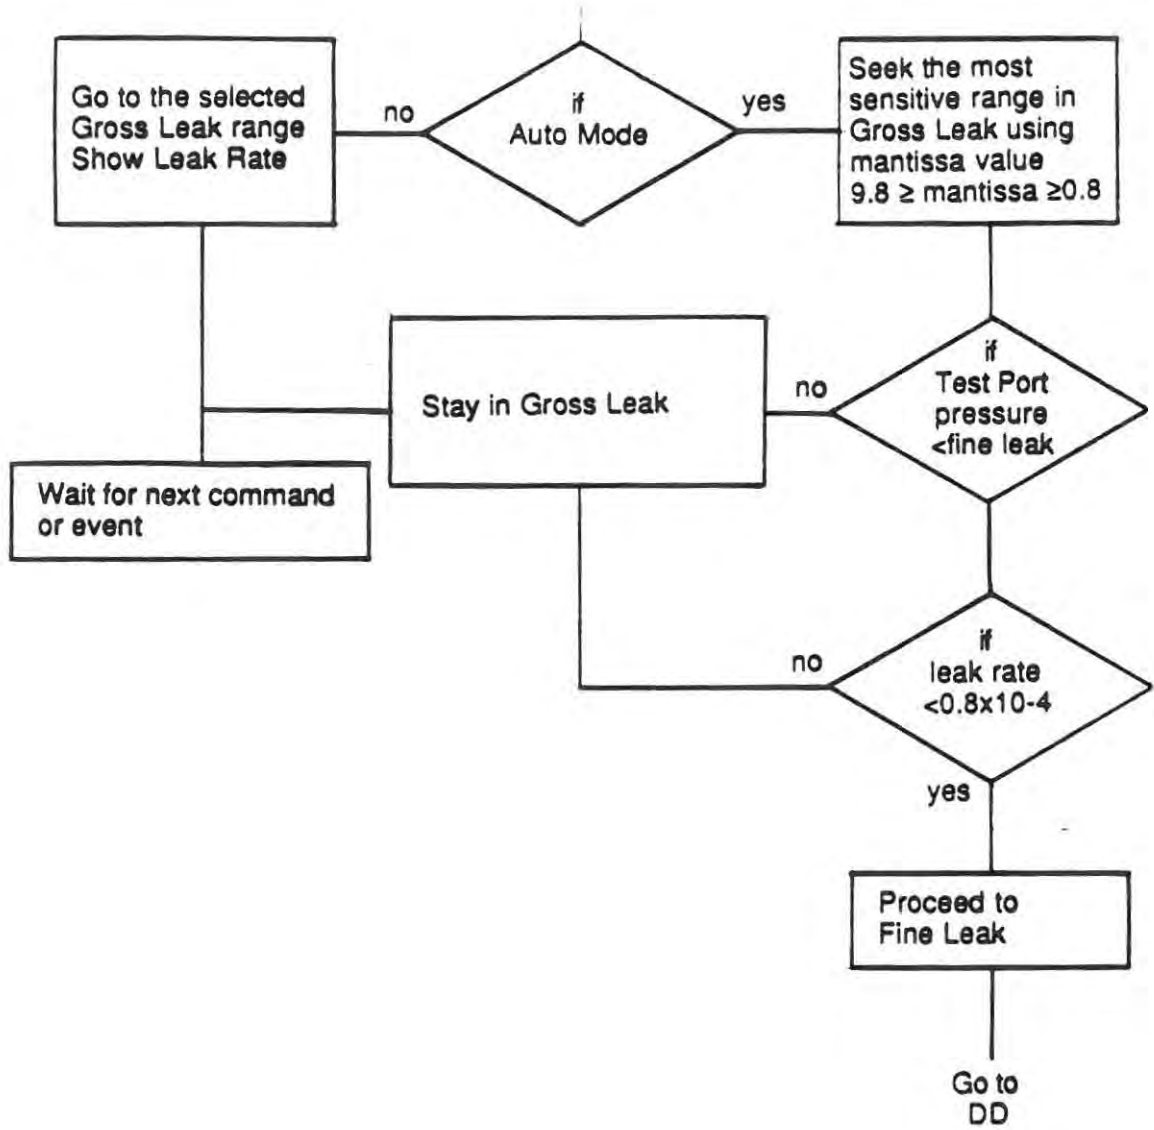 Go to the selected
Gross Leak range
Show Leak Rate
no
if
Auto Mode
yes
Seek the most
sensitive range in
Gross Leak using
mantissa value
9.8 ≥ mantissa ≥0.8
Stay in Gross Leak
no
if
Test Port
pressure
<fine leak
Wait for next command
or event
no
if
leak rate
<0.8x10-4
yes
Proceed to
Fine Leak
Go to
DD